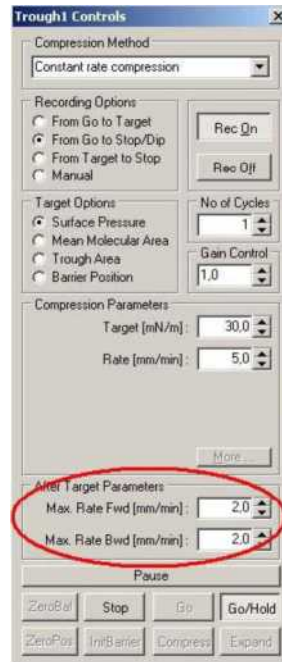 Trough1 Controls
Compression Method
Constant rate compression
Recording Options
From Go to Target
From Go to Stop/Dip
From Target to Stop
Manual
Rec On
Rec Off
Target Options
Surface Pressure
Mean Molecular Area
Trough Area
Barrier Position
No of Cycles
1
Gain Control
1,0
Compression Parameters
Target [mN/m] : 30,0
Rate [mm/min] : 5,0
More ...
After Target Parameters
Max. Rate Fwd [mm/min] : 2,0
Max. Rate Bwd [mm/min] : 2,0
Pause
ZeroBal Stop Go Go/Hold
ZeroPos InitBarrier Compress Expand